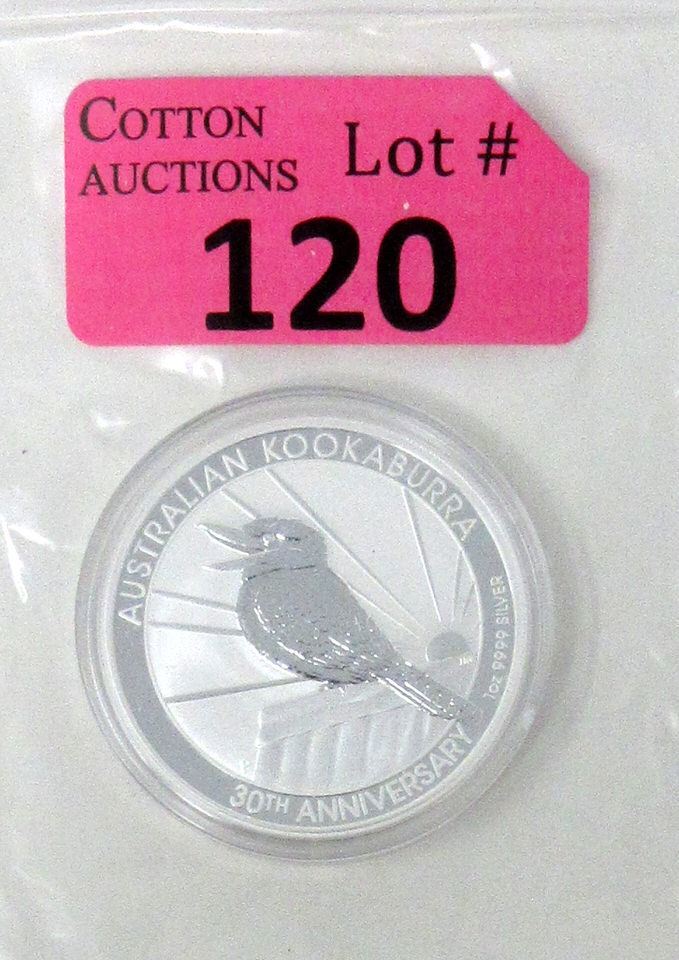 COTTON
AUCTIONS
Lot #
120
AUSTRALIAN KOOKABURRA
1oz 9999 SILVER
30TH ANNIVERSARY